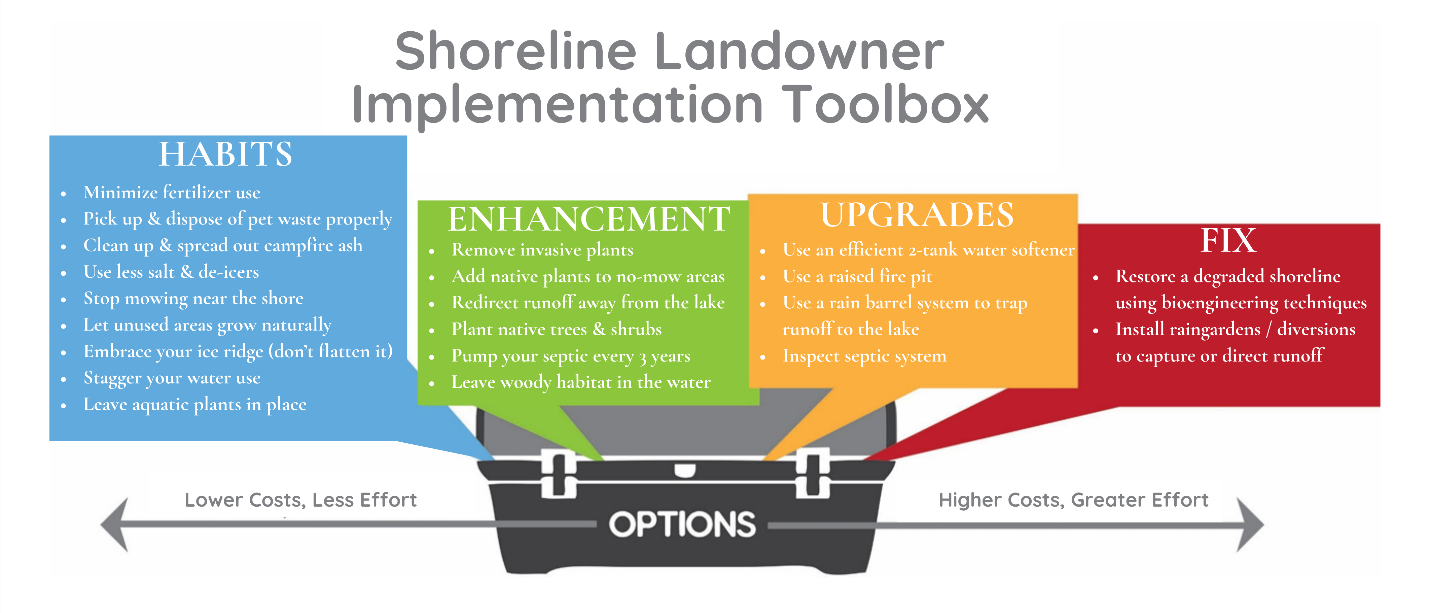 Shoreline Landowner
Implementation Toolbox
HABITS
• Minimize fertilizer use
• Pick up & dispose of pet waste properly
• Clean up & spread out campfire ash
• Use less salt & de-icers
• Stop mowing near the shore
• Let unused areas grow naturally
• Embrace your ice ridge (don't flatten it)
• Stagger your water use
• Leave aquatic plants in place
ENHANCEMENT
• Remove invasive plants
• Add native plants to no-mow areas
• Redirect runoff away from the lake
• Plant native trees & shrubs
• Pump your septic every 3 years
• Leave woody habitat in the water
UPGRADES
• Use an efficient 2-tank water softener
• Use a raised fire pit
• Use a rain barrel system to trap
runoff to the lake
• Inspect septic system
FIX
• Restore a degraded shoreline
using bioengineering techniques
• Install raingardens / diversions
to capture or direct runoff
Lower Costs, Less Effort
OPTIONS
Higher Costs, Greater Effort